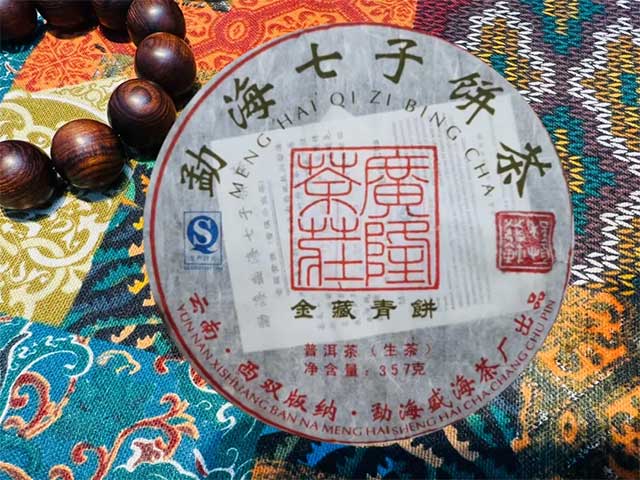 勐海七子饼茶
MENG HAI QI ZI BING CHA
廣隆
茶莊
金藏青餅
普洱茶（生茶）
净含量：357克
云南·西双版纳·勐海盛海茶厂出品
YUNNAN XISHUANG BAN NA MENG HAI SHENG HAI CHA CHANG CHU PIN